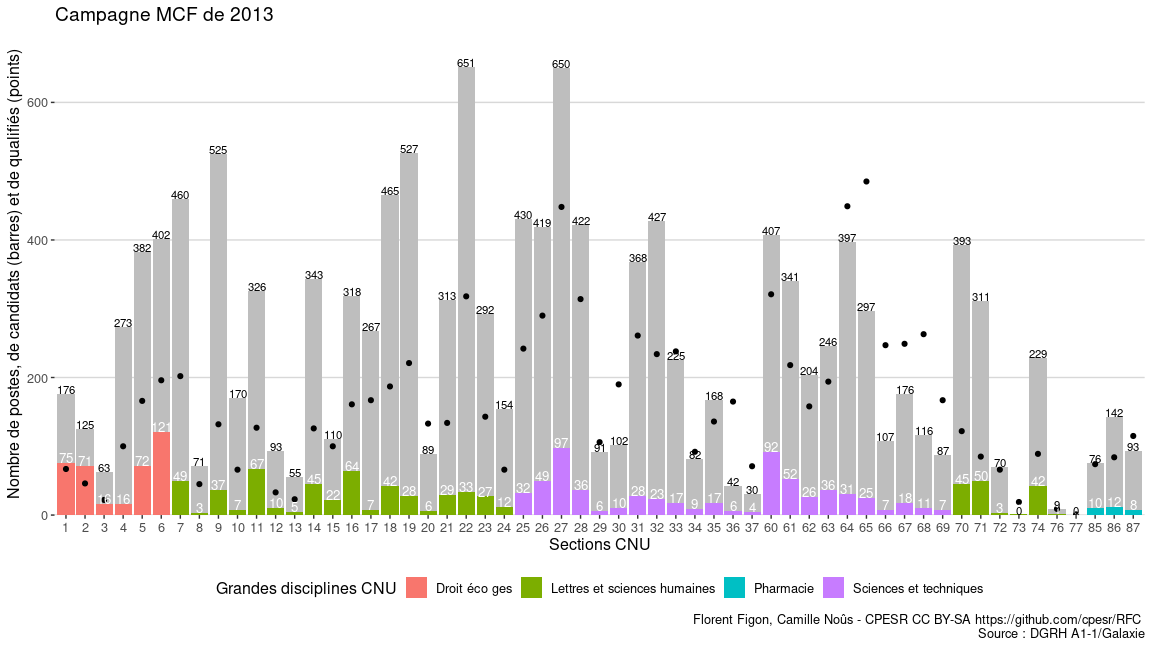 Campagne MCF de 2013
Nombre de postes, de candidats (barres) et de qualifiés (points)
600
400
200
0
176 125 63 273 382 402 460 71 525 170 326 93 55 343 110 318 267 465 527 89 313 651 292 154 430 419 650 422 91 102 368 427 225 82 168 42 30 407 341 204 246 397 297 107 176 116 87 393 311 70 0 229 9 0 76 142 93
75 71 16 16 72 121 49 3 37 7 67 10 5 45 22 64 7 42 28 6 29 33 27 12 32 49 97 36 6 10 28 23 17 9 17 6 4 92 52 26 36 31 25 7 18 11 7 45 50 3 42 10 12 8
1 2 3 4 5 6 7 8 9 10 11 12 13 14 15 16 17 18 19 20 21 22 23 24 25 26 27 28 29 30 31 32 33 34 35 36 37 60 61 62 63 64 65 66 67 68 69 70 71 72 73 74 76 77 85 86 87
Sections CNU
Grandes disciplines CNU Droit éco ges Lettres et sciences humaines Pharmacie Sciences et techniques
Florent Figon, Camille Noûs - CPESR CC BY-SA https://github.com/cpesr/RFC
Source : DGRH A1-1/Galaxie